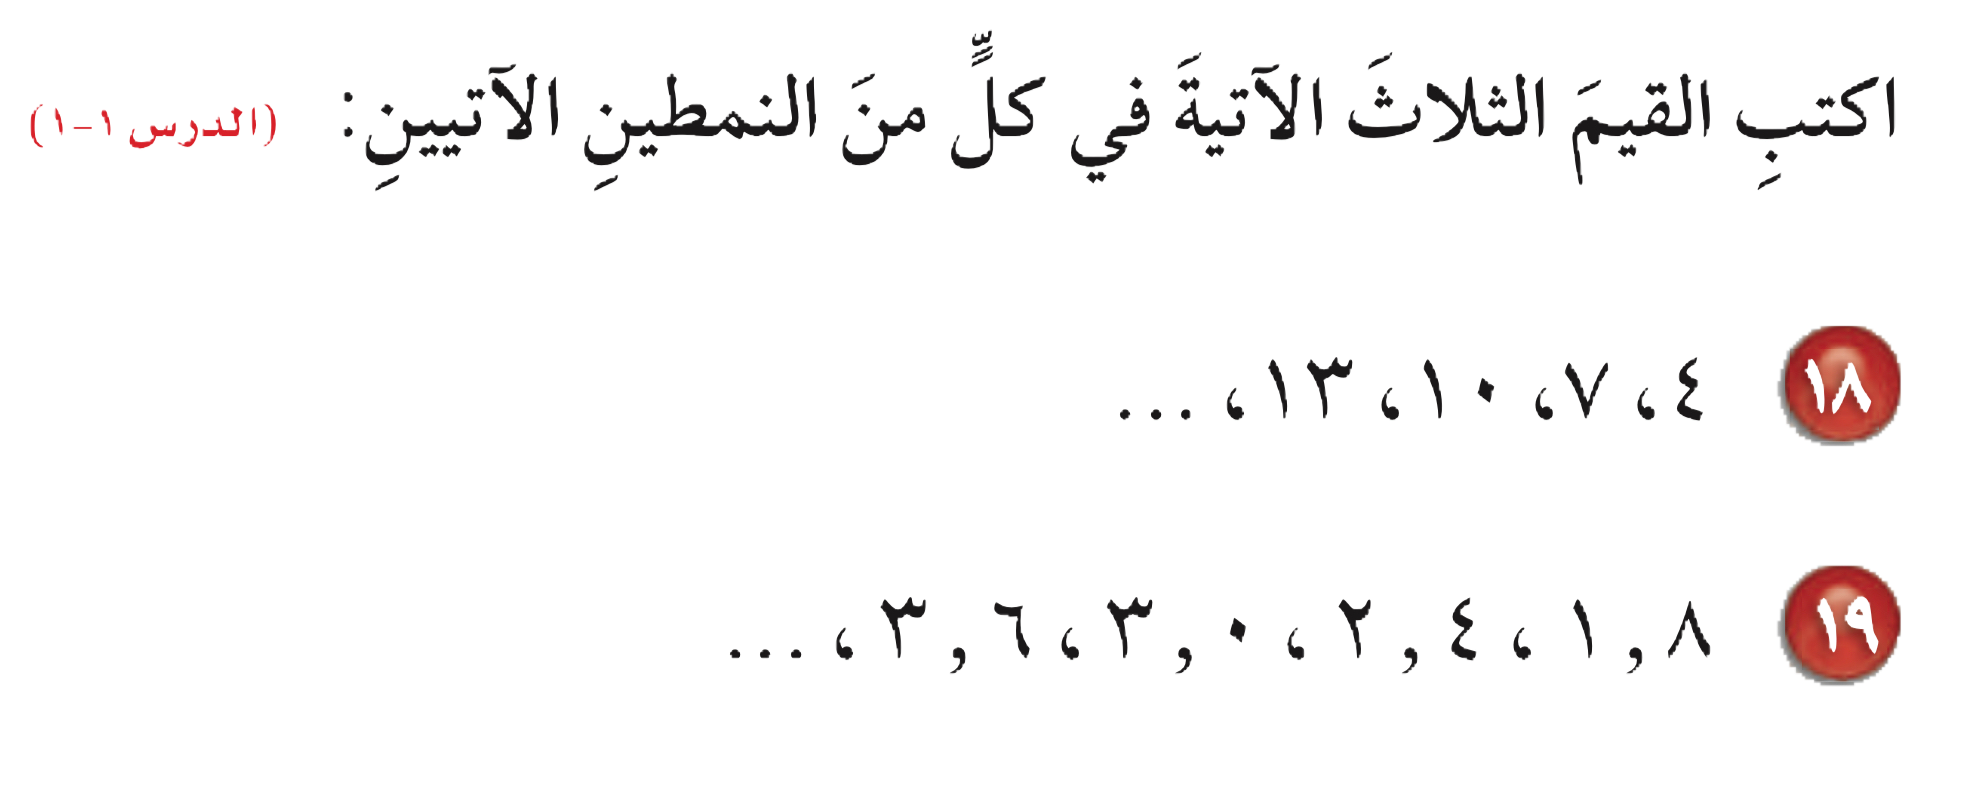 اكتبِ القيمَ الثلاثَ الآتيةَ في كلٍّ منَ النمطينِ الآتيينِ: (الدرس ١-١)
١٨ ٤ ، ٧ ، ١٠ ، ١٣ ، ...
١٩ ١,٨ ، ٢,٤ ، ٣,٠ ، ٣,٦ ، ...